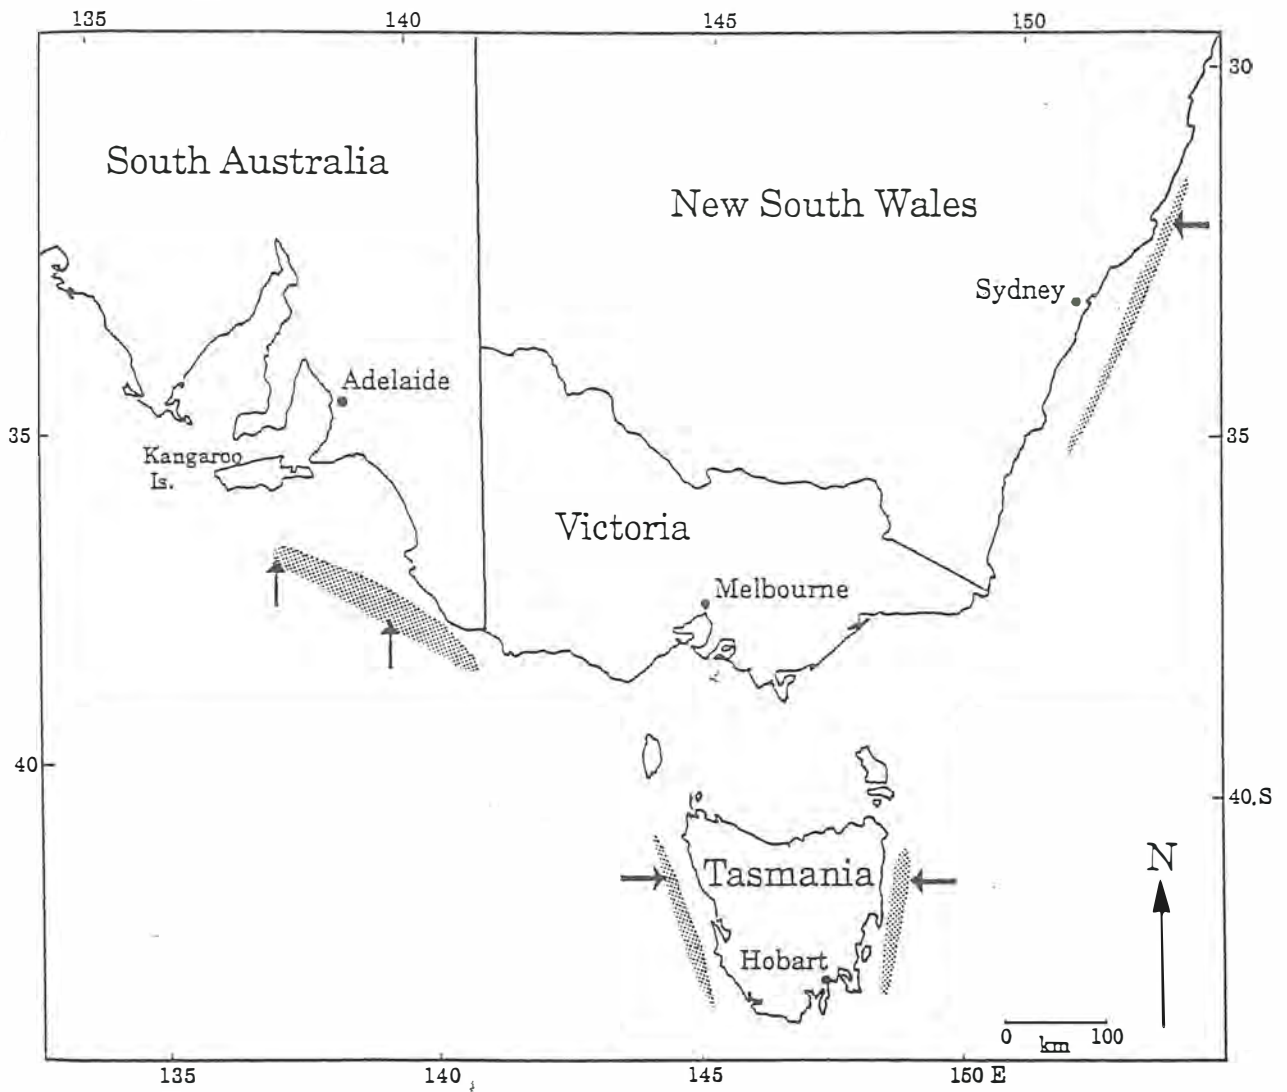 135 140 145 150
30
South Australia
New South Wales
Sydney
Adelaide
35
35
Kangaroo
Is.
Victoria
Melbourne
40
40,S
N
Tasmania
Hobart
0 100
km
135 140 145 150 E